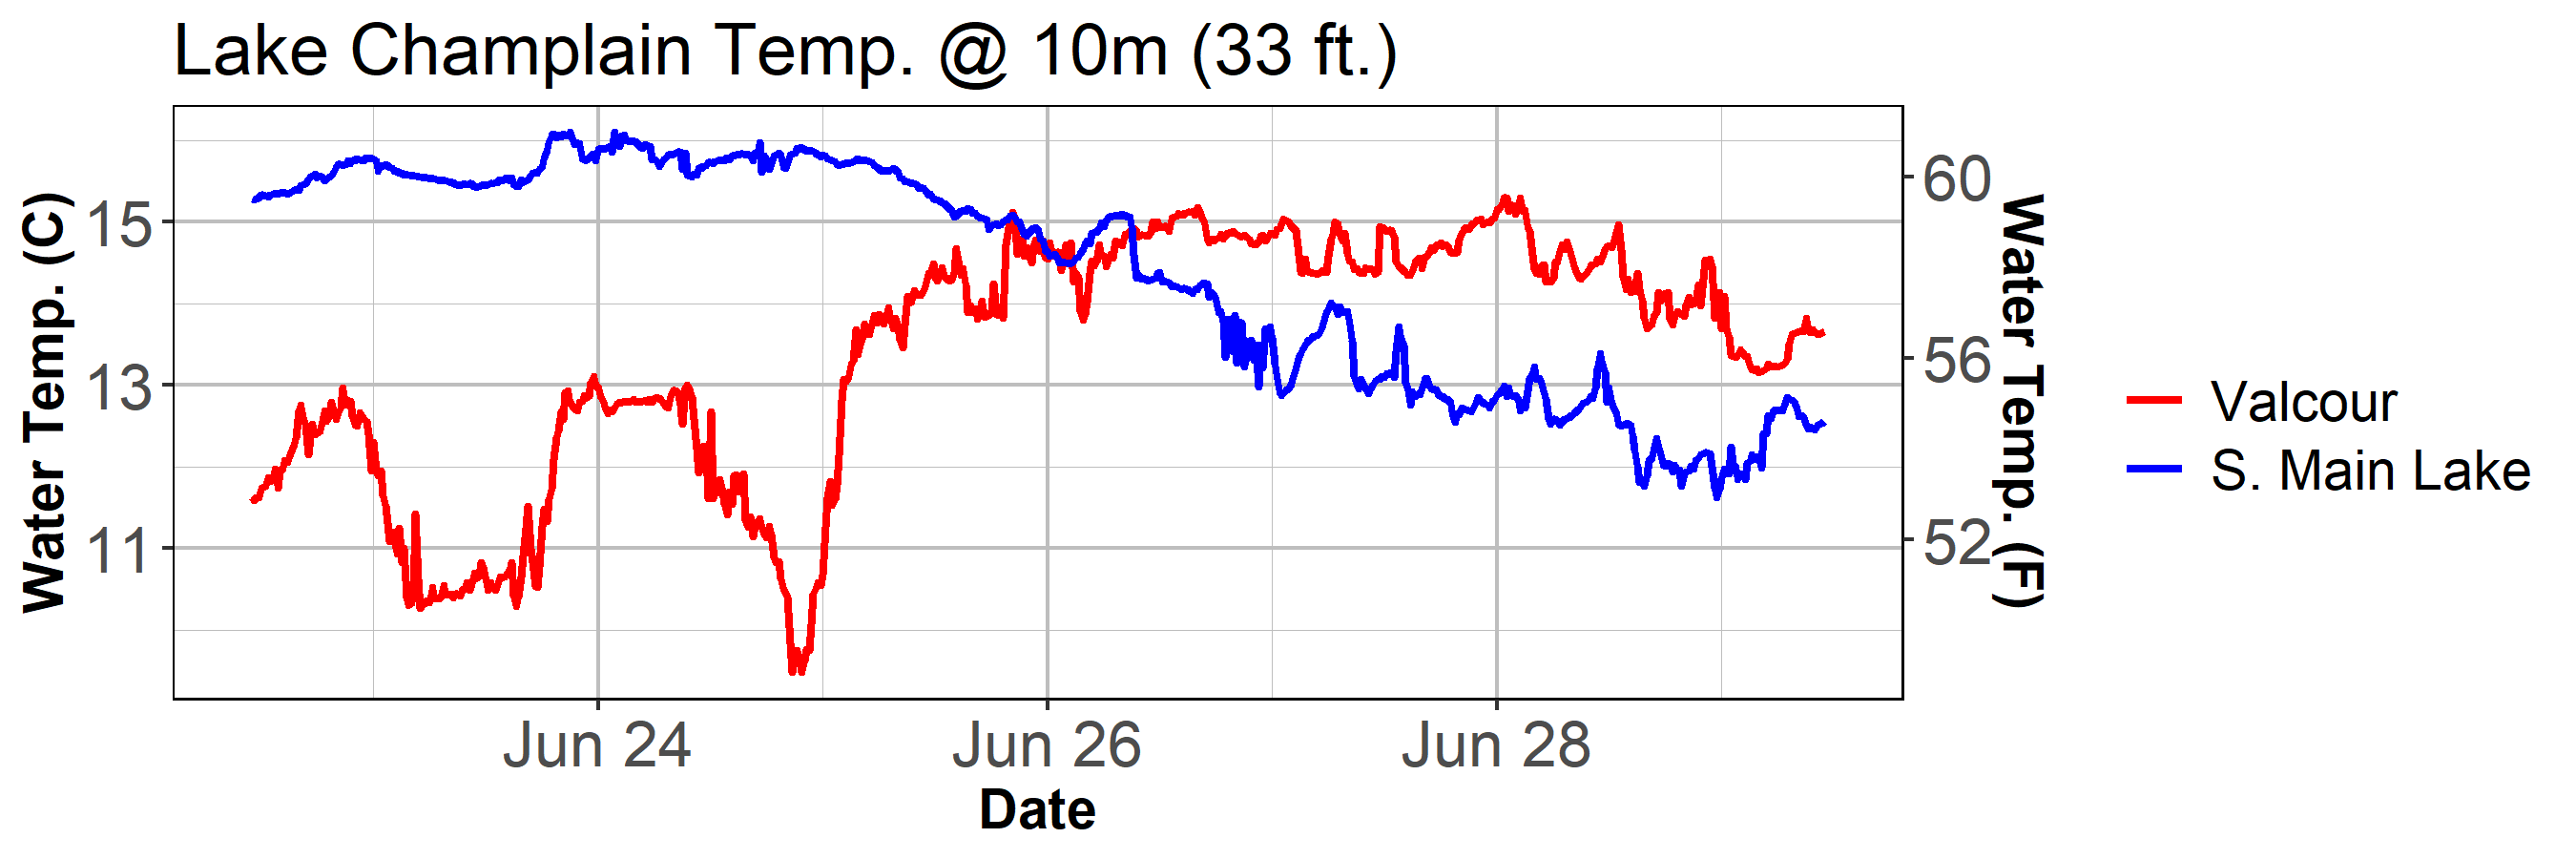 Lake Champlain Temp. @ 10m (33 ft.)
Water Temp. (C)
15
13
11
60
56
52
Water Temp. (F)
Jun 24
Jun 26
Jun 28
Date
Valcour
S. Main Lake